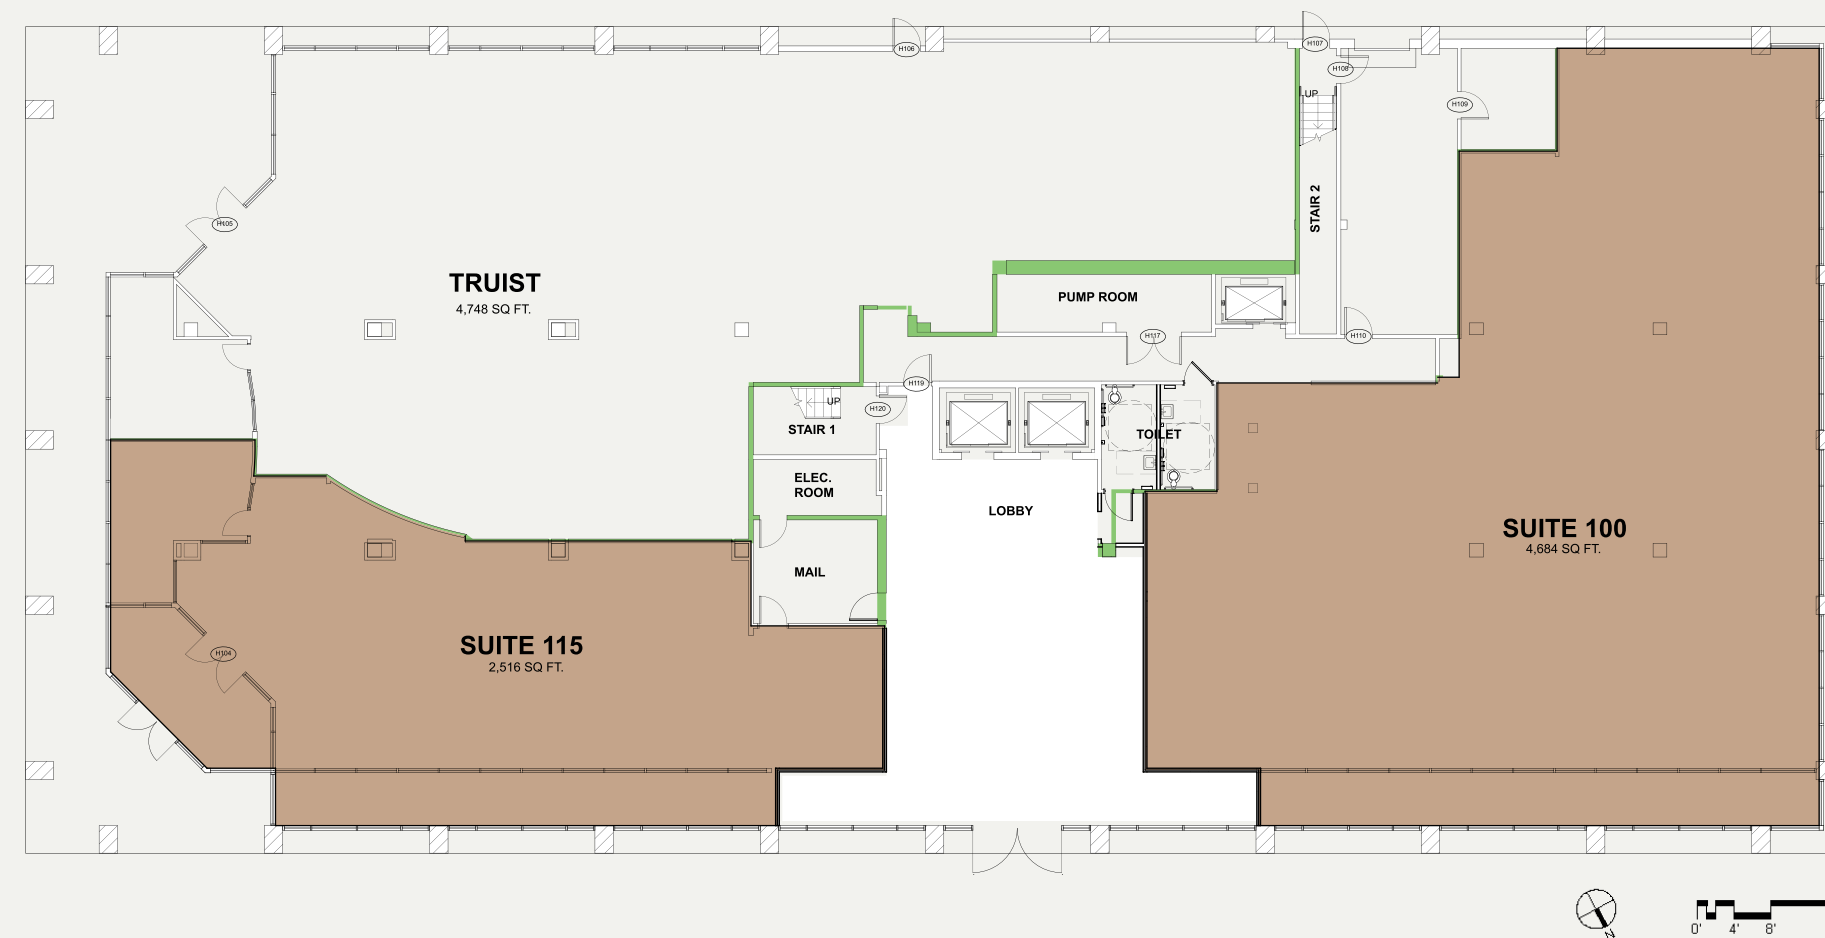 H106
H107
H108
UP
H109
STAIR 2
H105
TRUIST
4,748 SQ FT.
PUMP ROOM
H117
H110
H119
UP
H120
STAIR 1
TOILET
ELEC.
ROOM
LOBBY
SUITE 100
4,684 SQ FT.
MAIL
SUITE 115
2,516 SQ FT.
H104
N
0' 4' 8'